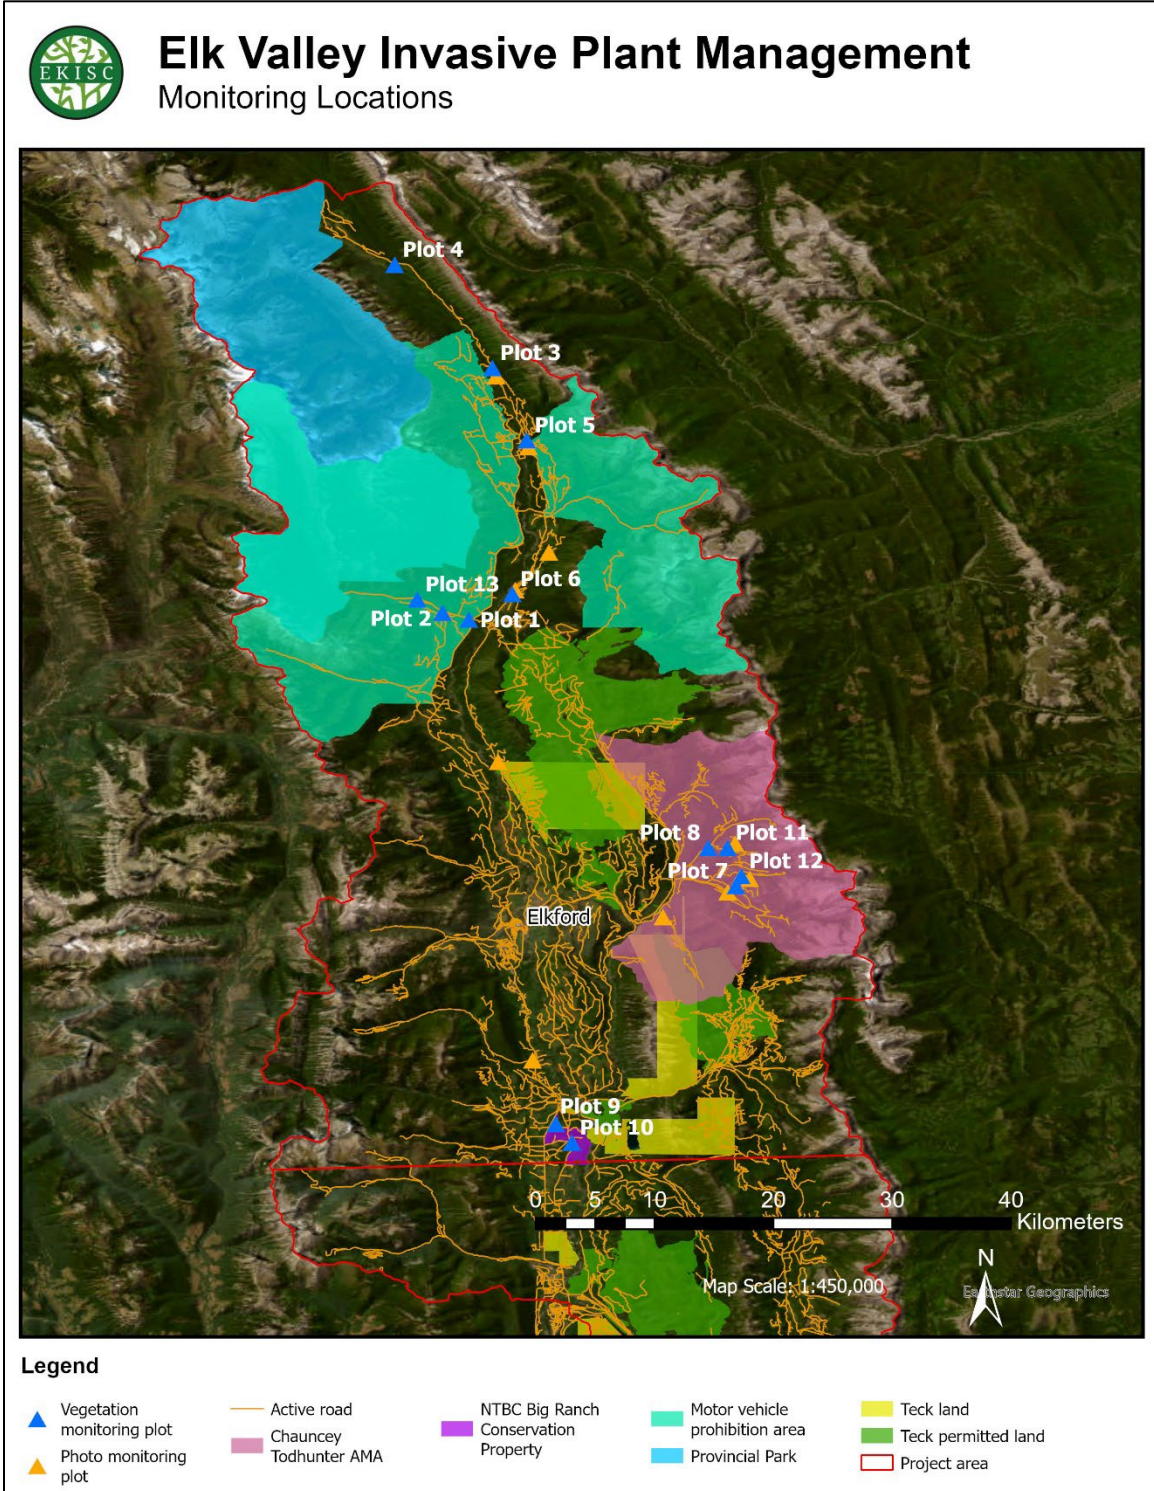 EKISC
Elk Valley Invasive Plant Management
Monitoring Locations
Plot 4
Plot 3
Plot 5
Plot 13
Plot 6
Plot 2
Plot 1
Plot 8
Plot 11
Plot 7
Plot 12
Elkford
Plot 9
Plot 10
0 5 10 20 30 40
Kilometers
N
Map Scale: 1:450,000
Earthstar Geographics
Legend
Vegetation
monitoring plot
Photo monitoring
plot
Active road
Chauncey
Todhunter AMA
NTBC Big Ranch
Conservation
Property
Motor vehicle
prohibition area
Provincial Park
Teck land
Teck permitted land
Project area